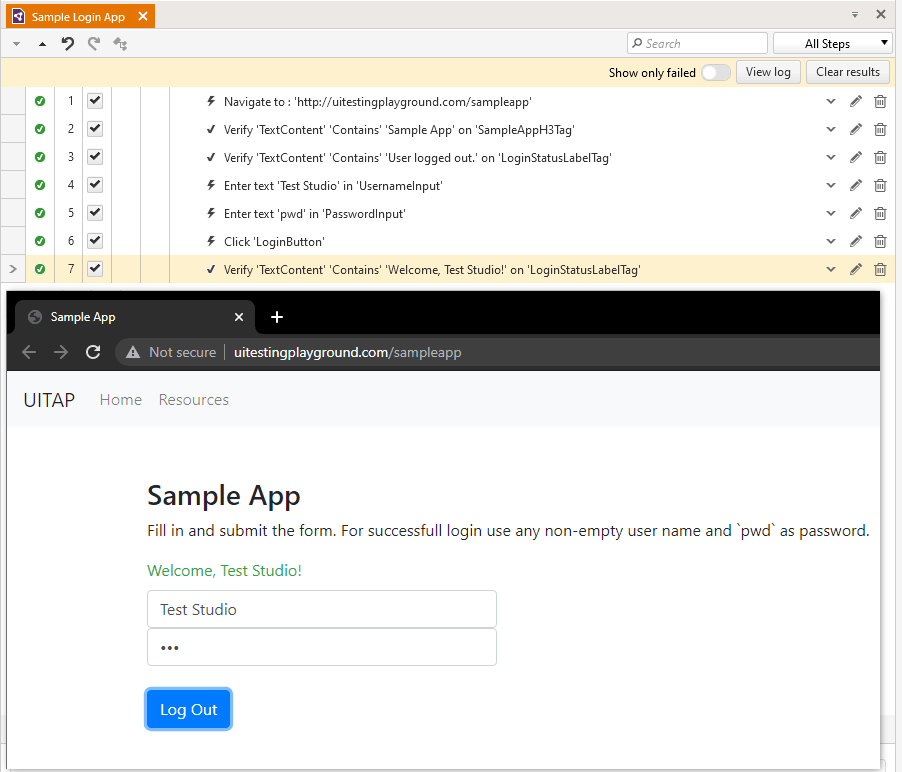 Sample Login App
Search
All Steps
Show only failed
View log
Clear results
1 Navigate to : 'http://uitestingplayground.com/sampleapp'
2 Verify 'TextContent' 'Contains' 'Sample App' on 'SampleAppH3Tag'
3 Verify 'TextContent' 'Contains' 'User logged out.' on 'LoginStatusLabelTag'
4 Enter text 'Test Studio' in 'UsernameInput'
5 Enter text 'pwd' in 'PasswordInput'
6 Click 'LoginButton'
7 Verify 'TextContent' 'Contains' 'Welcome, Test Studio!' on 'LoginStatusLabelTag'
Sample App
Not secure | uitestingplayground.com/sampleapp
UITAP Home Resources
Sample App
Fill in and submit the form. For successfull login use any non-empty user name and `pwd` as password.
Welcome, Test Studio!
Test Studio
•••
Log Out